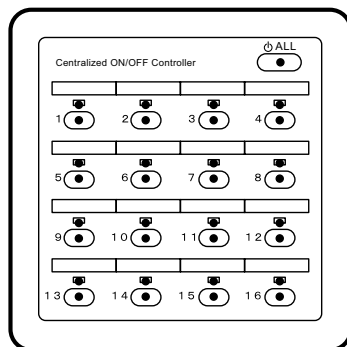 ⏻ ALL
Centralized ON/OFF Controller
1 2 3 4
5 6 7 8
9 10 11 12
13 14 15 16